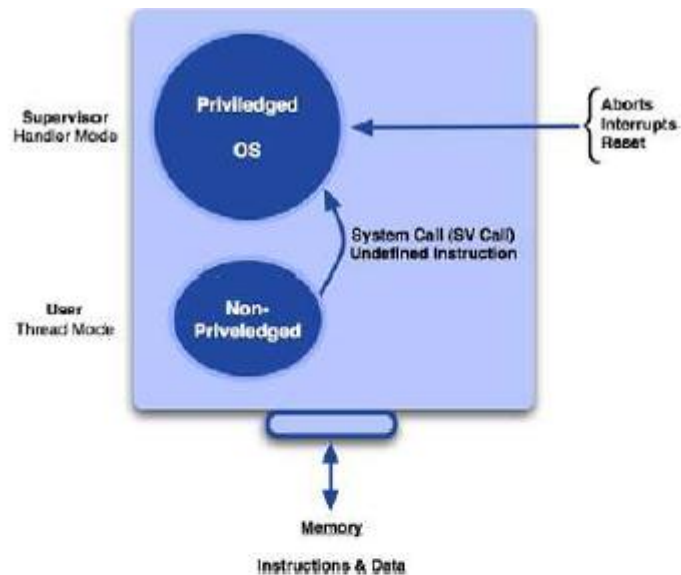 Priviledged
OS
Supervisor
Handler Mode
Aborts
Interrupts
Reset
System Call (SV Call)
Undefined Instruction
Non-
Priveledged
User
Thread Mode
Memory
Instructions & Data